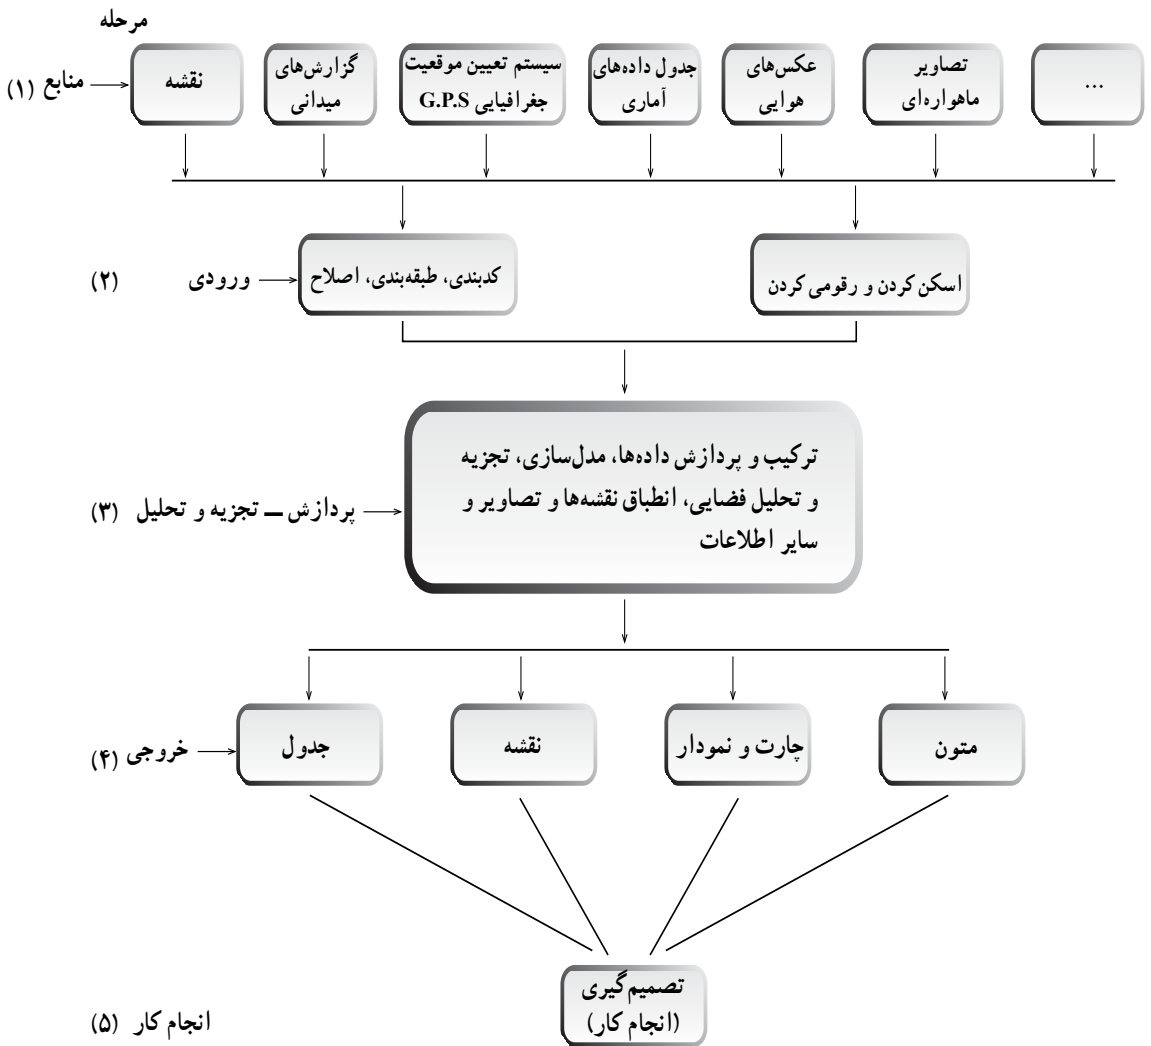 مرحله
(۱) منابع
نقشه
گزارش‌های
میدانی
سیستم تعیین موقعیت
جغرافیایی G.P.S
جدول داده‌های
آماری
عکس‌های
هوایی
تصاویر
ماهواره‌ای
...
(۲) ورودی
کدبندی، طبقه‌بندی، اصلاح
اسکن کردن و رقومی کردن
(۳) پردازش ــ تجزیه و تحلیل
ترکیب و پردازش داده‌ها، مدل‌سازی، تجزیه
و تحلیل فضایی، انطباق نقشه‌ها و تصاویر و
سایر اطلاعات
(۴) خروجی
جدول
نقشه
چارت و نمودار
متون
(۵) انجام کار
تصمیم‌گیری
(انجام کار)